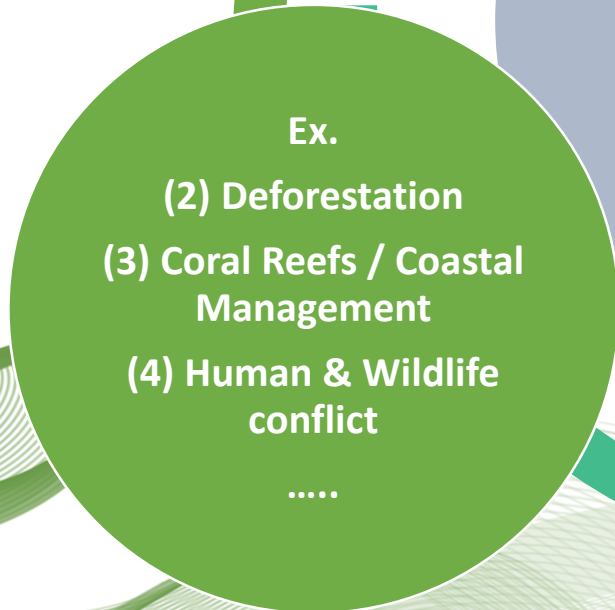 Ex.
(2) Deforestation
(3) Coral Reefs / Coastal
Management
(4) Human & Wildlife
conflict
.....